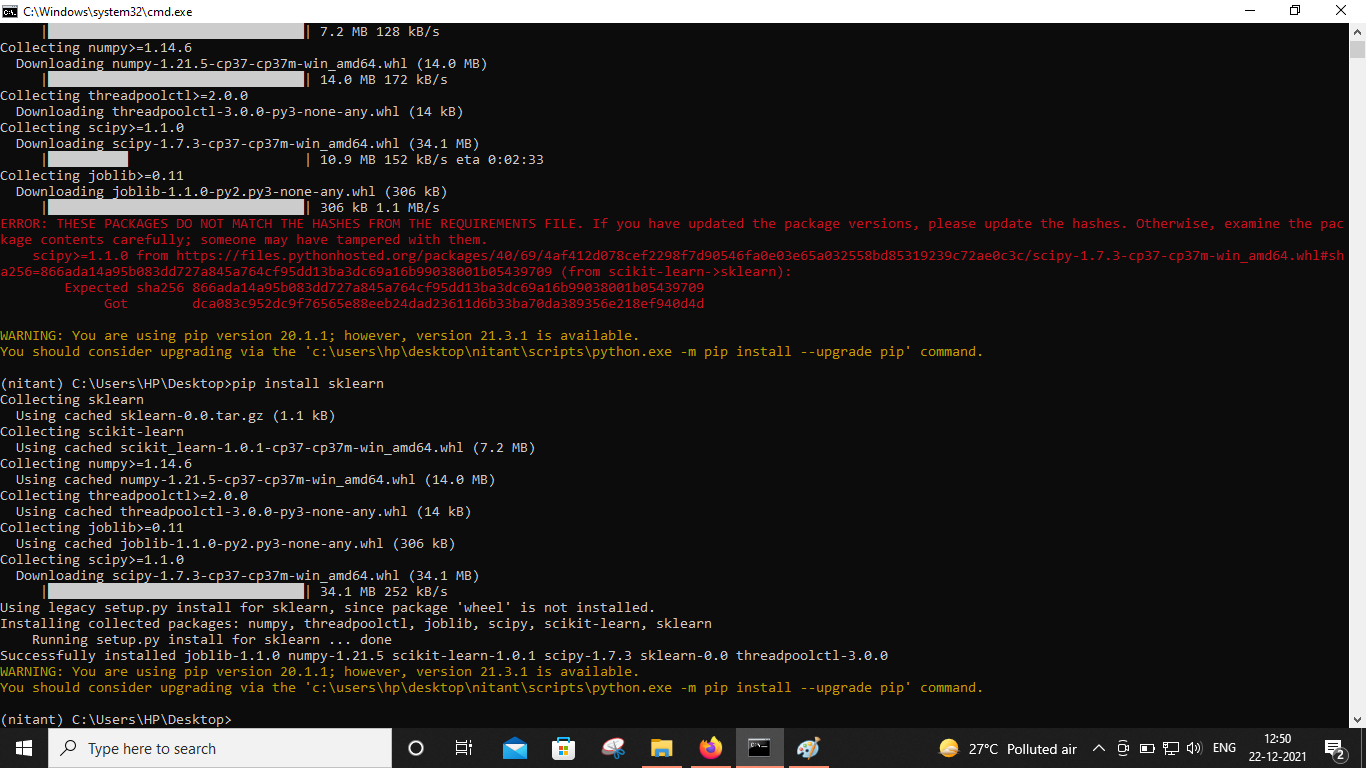 C:\Windows\system32\cmd.exe
| | 7.2 MB 128 kB/s
Collecting numpy>=1.14.6
Downloading numpy-1.21.5-cp37-cp37m-win_amd64.whl (14.0 MB)
| | 14.0 MB 172 kB/s
Collecting threadpoolctl>=2.0.0
Downloading threadpoolctl-3.0.0-py3-none-any.whl (14 kB)
Collecting scipy>=1.1.0
Downloading scipy-1.7.3-cp37-cp37m-win_amd64.whl (34.1 MB)
| | 10.9 MB 152 kB/s eta 0:02:33
Collecting joblib>=0.11
Downloading joblib-1.1.0-py2.py3-none-any.whl (306 kB)
| | 306 kB 1.1 MB/s
ERROR: THESE PACKAGES DO NOT MATCH THE HASHES FROM THE REQUIREMENTS FILE. If you have updated the package versions, please update the hashes. Otherwise, examine the pac
kage contents carefully; someone may have tampered with them.
scipy>=1.1.0 from https://files.pythonhosted.org/packages/40/69/4af412d078cef2298f7d90546fa0e03e65a032558bd85319239c72ae0c3c/scipy-1.7.3-cp37-cp37m-win_amd64.whl#sh
a256=866ada14a95b083dd727a845a764cf95dd13ba3dc69a16b99038001b05439709 (from scikit-learn->sklearn):
Expected sha256 866ada14a95b083dd727a845a764cf95dd13ba3dc69a16b99038001b05439709
Got dca083c952dc9f76565e88eeb24dad23611d6b33ba70da389356e218ef940d4d
WARNING: You are using pip version 20.1.1; however, version 21.3.1 is available.
You should consider upgrading via the 'c:\users\hp\desktop\nitant\scripts\python.exe -m pip install --upgrade pip' command.
(nitant) C:\Users\HP\Desktop>pip install sklearn
Collecting sklearn
Using cached sklearn-0.0.tar.gz (1.1 kB)
Collecting scikit-learn
Using cached scikit_learn-1.0.1-cp37-cp37m-win_amd64.whl (7.2 MB)
Collecting numpy>=1.14.6
Using cached numpy-1.21.5-cp37-cp37m-win_amd64.whl (14.0 MB)
Collecting threadpoolctl>=2.0.0
Using cached threadpoolctl-3.0.0-py3-none-any.whl (14 kB)
Collecting joblib>=0.11
Using cached joblib-1.1.0-py2.py3-none-any.whl (306 kB)
Collecting scipy>=1.1.0
Downloading scipy-1.7.3-cp37-cp37m-win_amd64.whl (34.1 MB)
| | 34.1 MB 252 kB/s
Using legacy setup.py install for sklearn, since package 'wheel' is not installed.
Installing collected packages: numpy, threadpoolctl, joblib, scipy, scikit-learn, sklearn
Running setup.py install for sklearn ... done
Successfully installed joblib-1.1.0 numpy-1.21.5 scikit-learn-1.0.1 scipy-1.7.3 sklearn-0.0 threadpoolctl-3.0.0
WARNING: You are using pip version 20.1.1; however, version 21.3.1 is available.
You should consider upgrading via the 'c:\users\hp\desktop\nitant\scripts\python.exe -m pip install --upgrade pip' command.
(nitant) C:\Users\HP\Desktop>
Type here to search
27°C Polluted air
ENG
12:50
22-12-2021
2